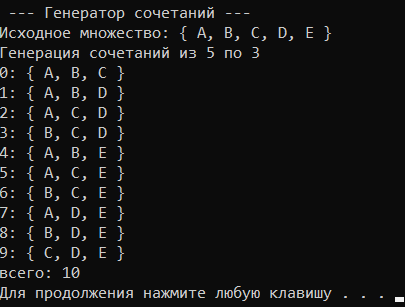 --- Генератор сочетаний ---
Исходное множество: { A, B, C, D, E }
Генерация сочетаний из 5 по 3
0: { A, B, C }
1: { A, B, D }
2: { A, C, D }
3: { B, C, D }
4: { A, B, E }
5: { A, C, E }
6: { B, C, E }
7: { A, D, E }
8: { B, D, E }
9: { C, D, E }
всего: 10
Для продолжения нажмите любую клавишу . . .